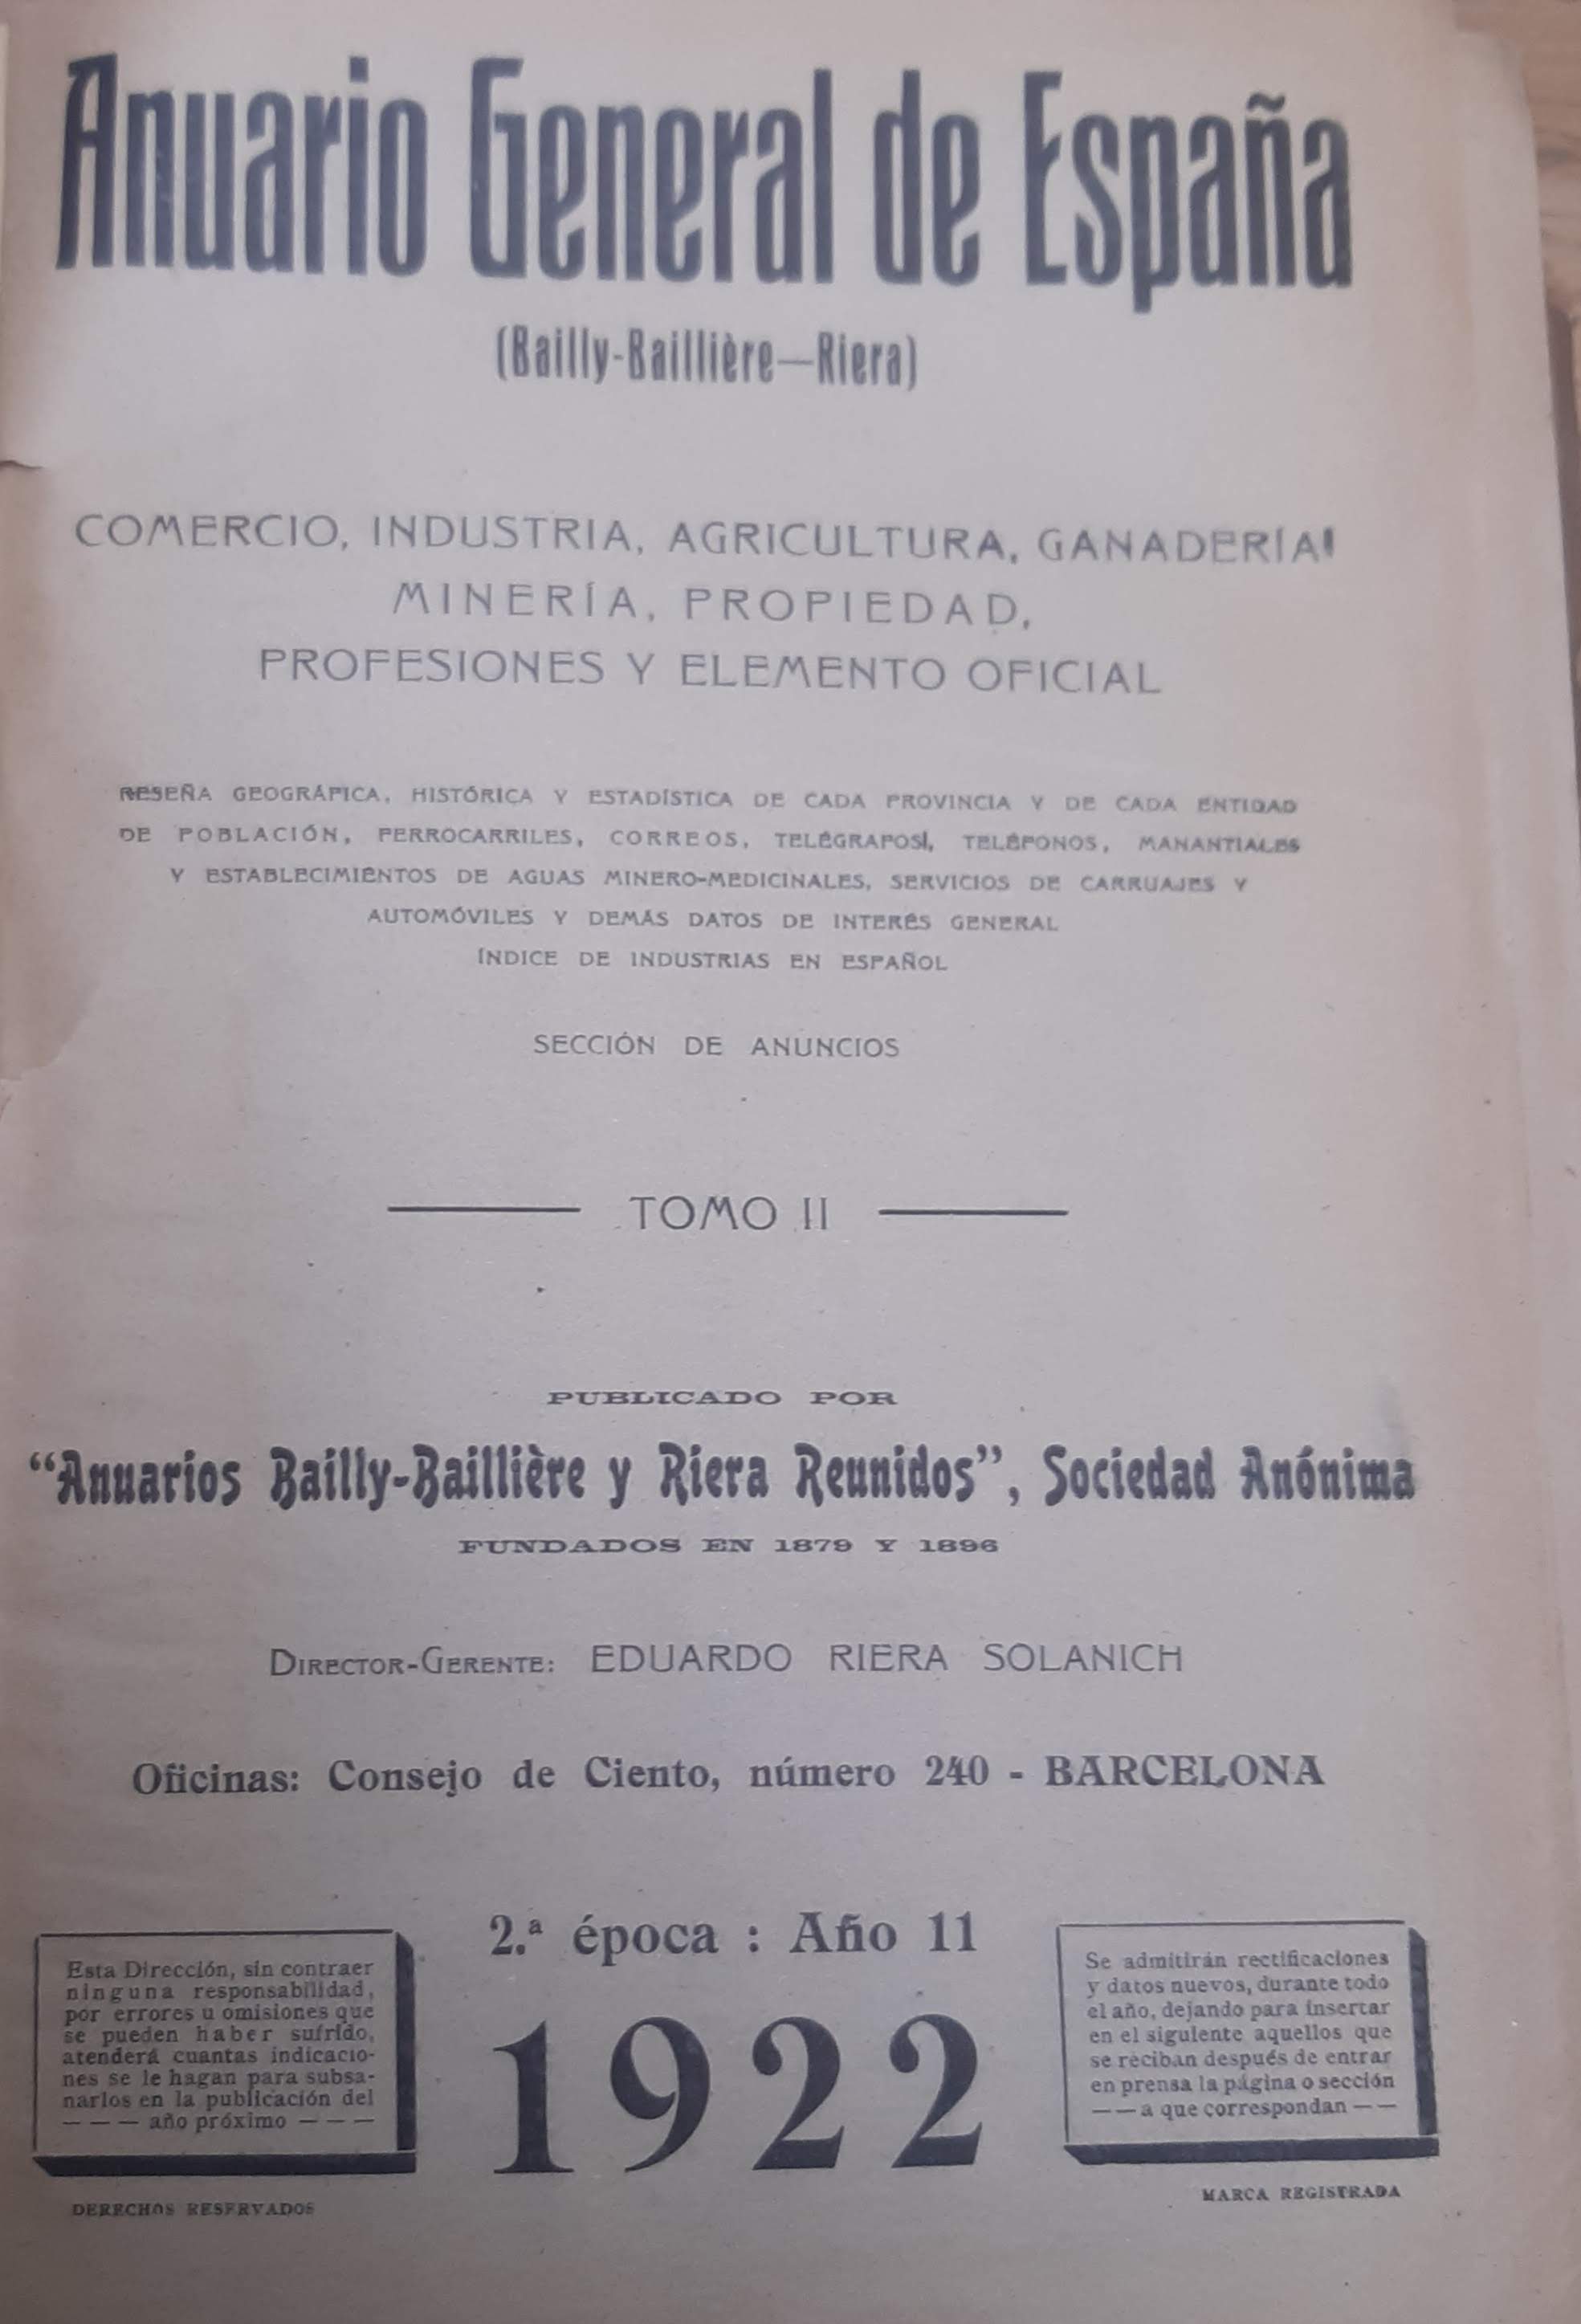 Anuario General de España
(Bailly-Baillière—Riera)
COMERCIO, INDUSTRIA, AGRICULTURA, GANADERÍA
MINERÍA, PROPIEDAD,
PROFESIONES Y ELEMENTO OFICIAL
RESEÑA GEOGRÁFICA, HISTÓRICA Y ESTADÍSTICA DE CADA PROVINCIA Y DE CADA ENTIDAD
DE POBLACIÓN, FERROCARRILES, CORREOS, TELÉGRAFOS, TELÉFONOS, MANANTIALES
Y ESTABLECIMIENTOS DE AGUAS MINERO-MEDICINALES, SERVICIOS DE CARRUAJES Y
AUTOMÓVILES Y DEMÁS DATOS DE INTERÉS GENERAL
ÍNDICE DE INDUSTRIAS EN ESPAÑOL
SECCIÓN DE ANUNCIOS
TOMO II
PUBLICADO POR
“Anuarios Bailly-Baillière y Riera Reunidos”, Sociedad Anónima
FUNDADOS EN 1879 Y 1896
DIRECTOR-GERENTE: EDUARDO RIERA SOLANICH
Oficinas: Consejo de Ciento, número 240 - BARCELONA
2.ª época : Año 11
1922
Esta Dirección, sin contraer
ninguna responsabilidad,
por errores u omisiones que
se pueden haber sufrido,
atenderá cuantas indicacio-
nes se le hagan para subsa-
narlos en la publicación del
— — — año próximo — — —
DERECHOS RESERVADOS
Se admitirán rectificaciones
y datos nuevos, durante todo
el año, dejando para insertar
en el siguiente aquellos que
se reciban después de entrar
en prensa la página o sección
— — a que correspondan — —
MARCA REGISTRADA